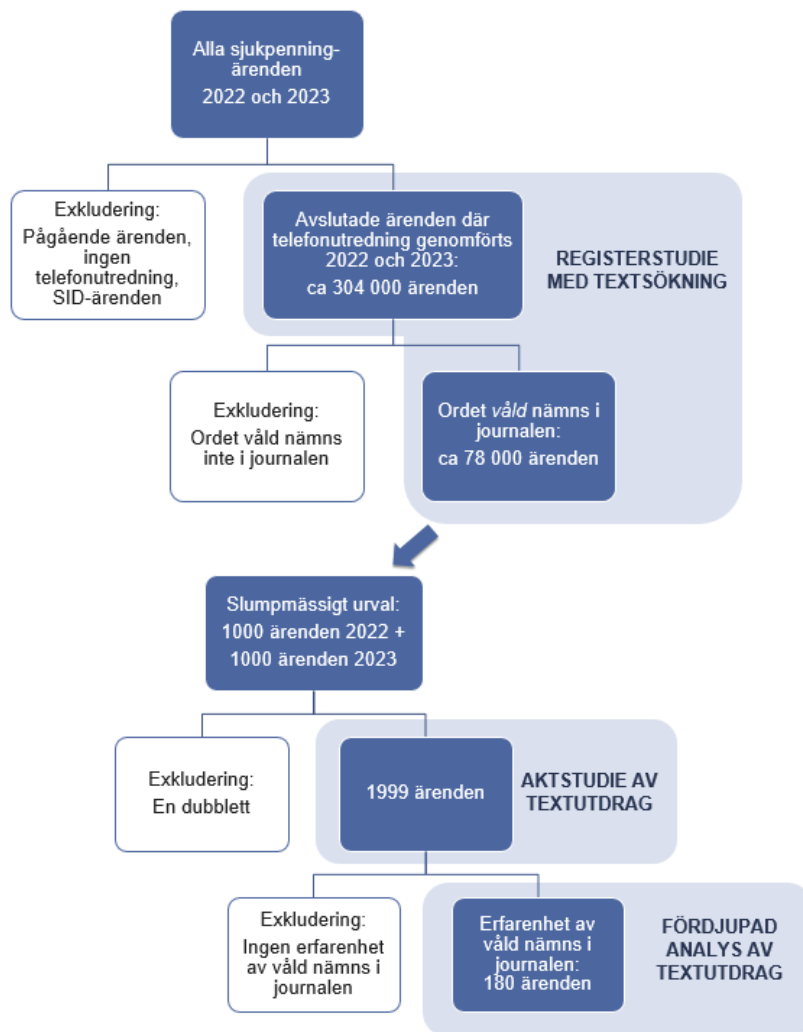 Alla sjukpenning-
ärenden
2022 och 2023
Exkludering:
Pågående ärenden,
ingen
telefonutredning,
SID-ärenden
Avslutade ärenden där
telefonutredning genomförts
2022 och 2023:
ca 304 000 ärenden
REGISTERSTUDIE
MED TEXTSÖKNING
Exkludering:
Ordet våld nämns
inte i journalen
Ordet våld nämns i
journalen:
ca 78 000 ärenden
Slumpmässigt urval:
1000 ärenden 2022 +
1000 ärenden 2023
Exkludering:
En dubblett
1999 ärenden
AKTSTUDIE AV
TEXTUTDRAG
Exkludering:
Ingen erfarenhet
av våld nämns i
journalen
Erfarenhet av
våld nämns i
journalen:
180 ärenden
FÖRDJUPAD
ANALYS AV
TEXTUTDRAG